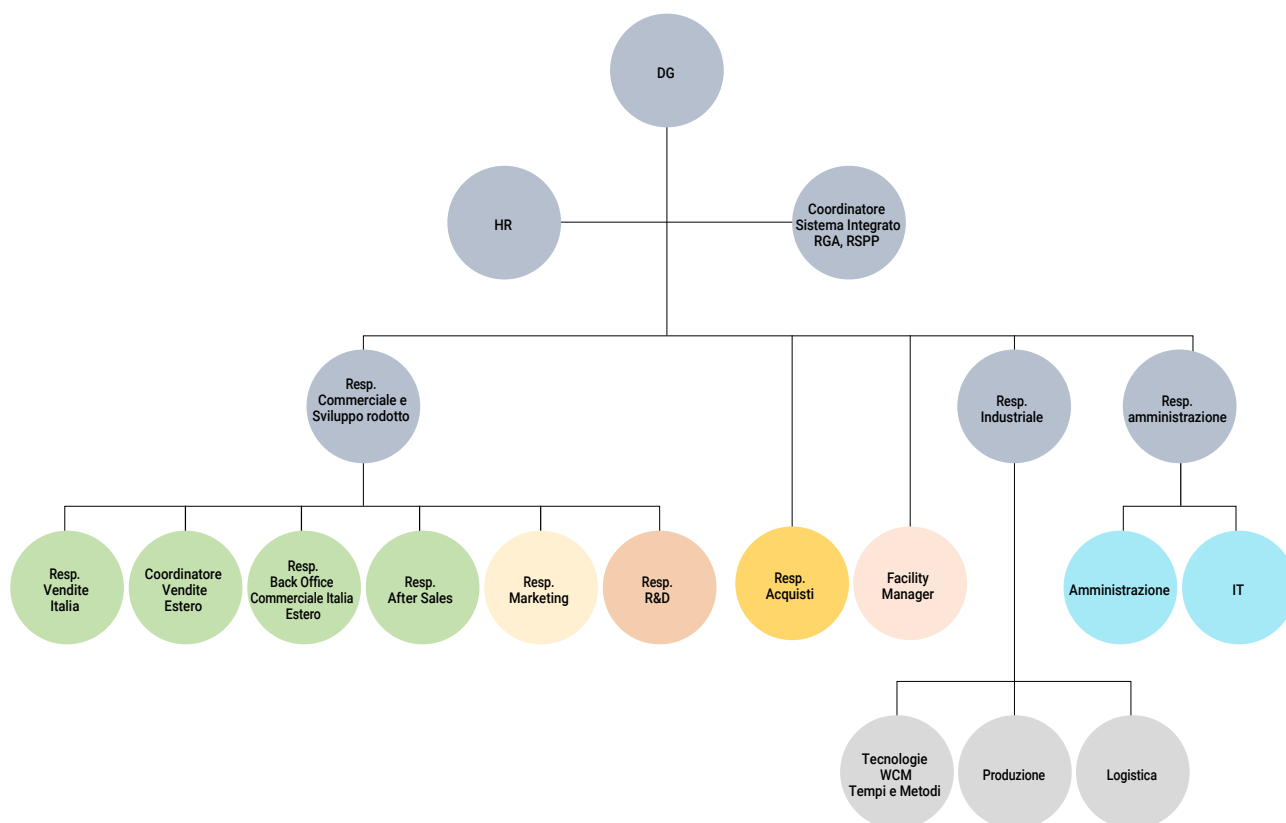 DG
HR
Coordinatore
Sistema Integrato
RGA, RSPP
Resp.
Commerciale e
Sviluppo rodotto
Resp.
Industriale
Resp.
amministrazione
Resp.
Vendite
Italia
Coordinatore
Vendite
Estero
Resp.
Back Office
Commerciale Italia
Estero
Resp.
After Sales
Resp.
Marketing
Resp.
R&D
Resp.
Acquisti
Facility
Manager
Amministrazione
IT
Tecnologie
WCM
Tempi e Metodi
Produzione
Logistica